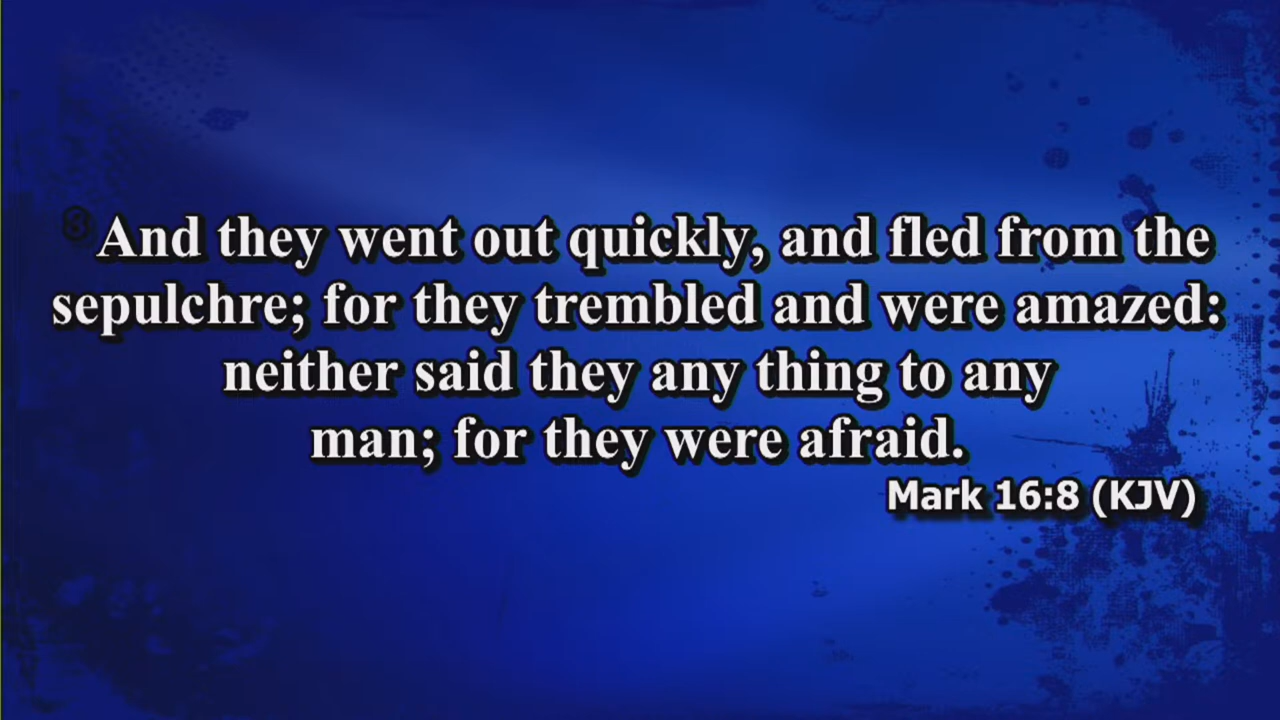 And they went out quickly, and fled from the
sepulchre; for they trembled and were amazed:
neither said they any thing to any
man; for they were afraid.
Mark 16:8 (KJV)